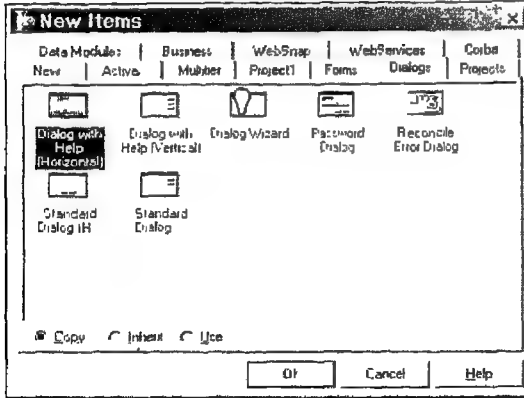 New Items
Data Modules Business WebSnap WebServices Corba
New ActiveX Multitier Project1 Forms Dialogs Projects
Dialog with Help (Horizontal)
Dialog with Help (Vertical)
Dialog Wizard
Password Dialog
Reconcile Error Dialog
Standard Dialog (H
Standard Dialog
Copy Inherit Use
OK Cancel Help